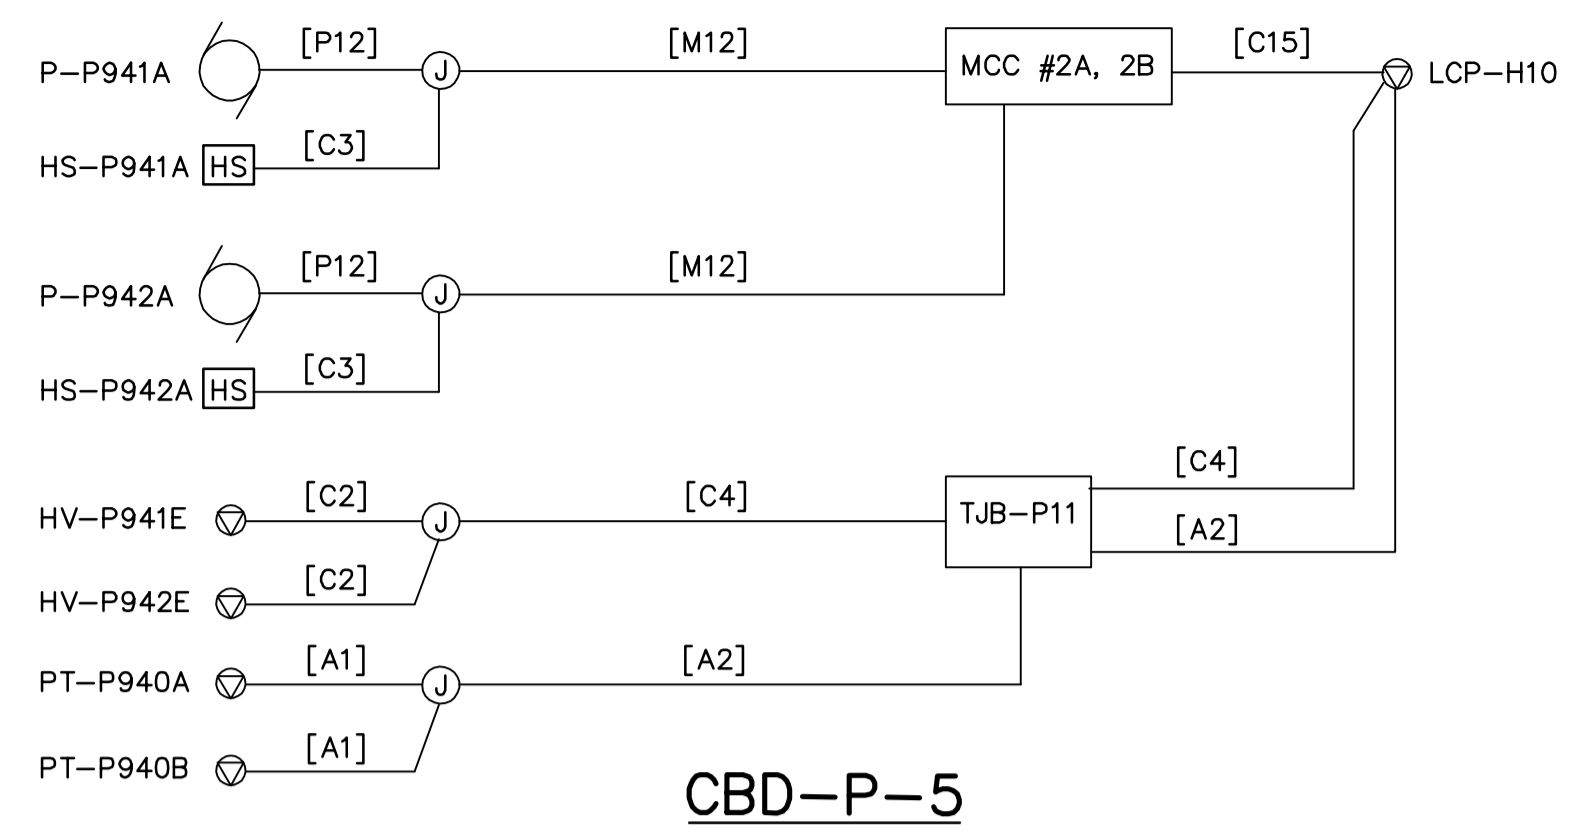 P-P941A [P12] J [M12] MCC #2A, 2B [C15] LCP-H10
HS-P941A HS [C3]
P-P942A [P12] J [M12]
HS-P942A HS [C3]
HV-P941E [C2] J [C4] TJB-P11 [C4]
[A2]
HV-P942E [C2]
PT-P940A [A1] J [A2]
PT-P940B [A1]
CBD-P-5